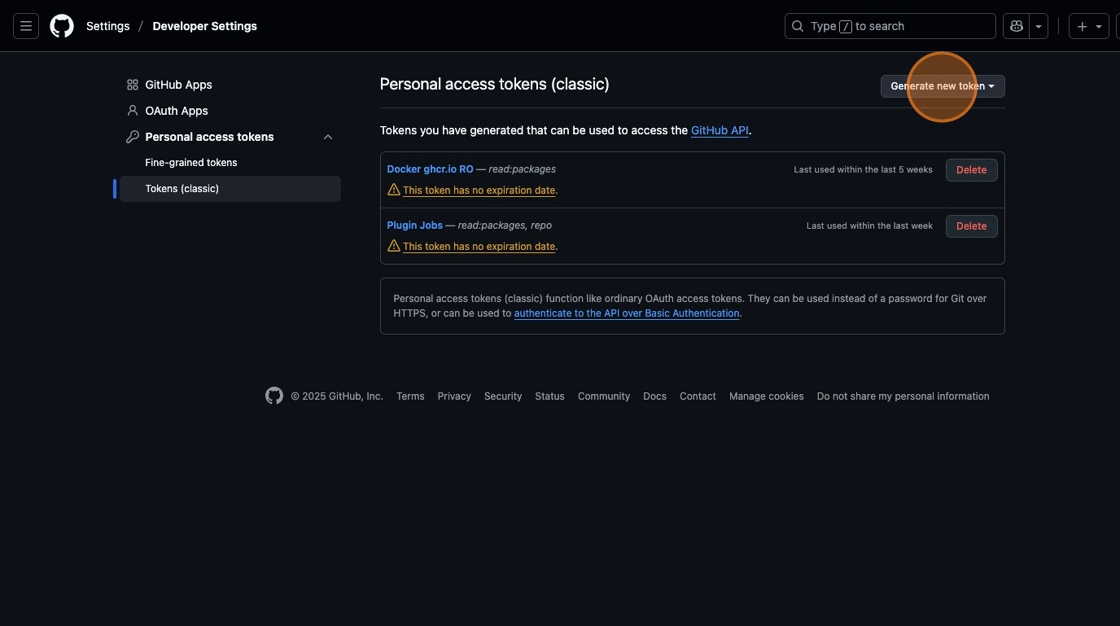 Settings / Developer Settings
Type / to search
GitHub Apps
OAuth Apps
Personal access tokens
Fine-grained tokens
Tokens (classic)
Personal access tokens (classic)
Generate new token
Tokens you have generated that can be used to access the GitHub API.
Docker ghcr.io RO — read:packages
Last used within the last 5 weeks
Delete
This token has no expiration date.
Plugin Jobs — read:packages, repo
Last used within the last week
Delete
This token has no expiration date.
Personal access tokens (classic) function like ordinary OAuth access tokens. They can be used instead of a password for Git over
HTTPS, or can be used to authenticate to the API over Basic Authentication.
© 2025 GitHub, Inc. Terms Privacy Security Status Community Docs Contact Manage cookies Do not share my personal information